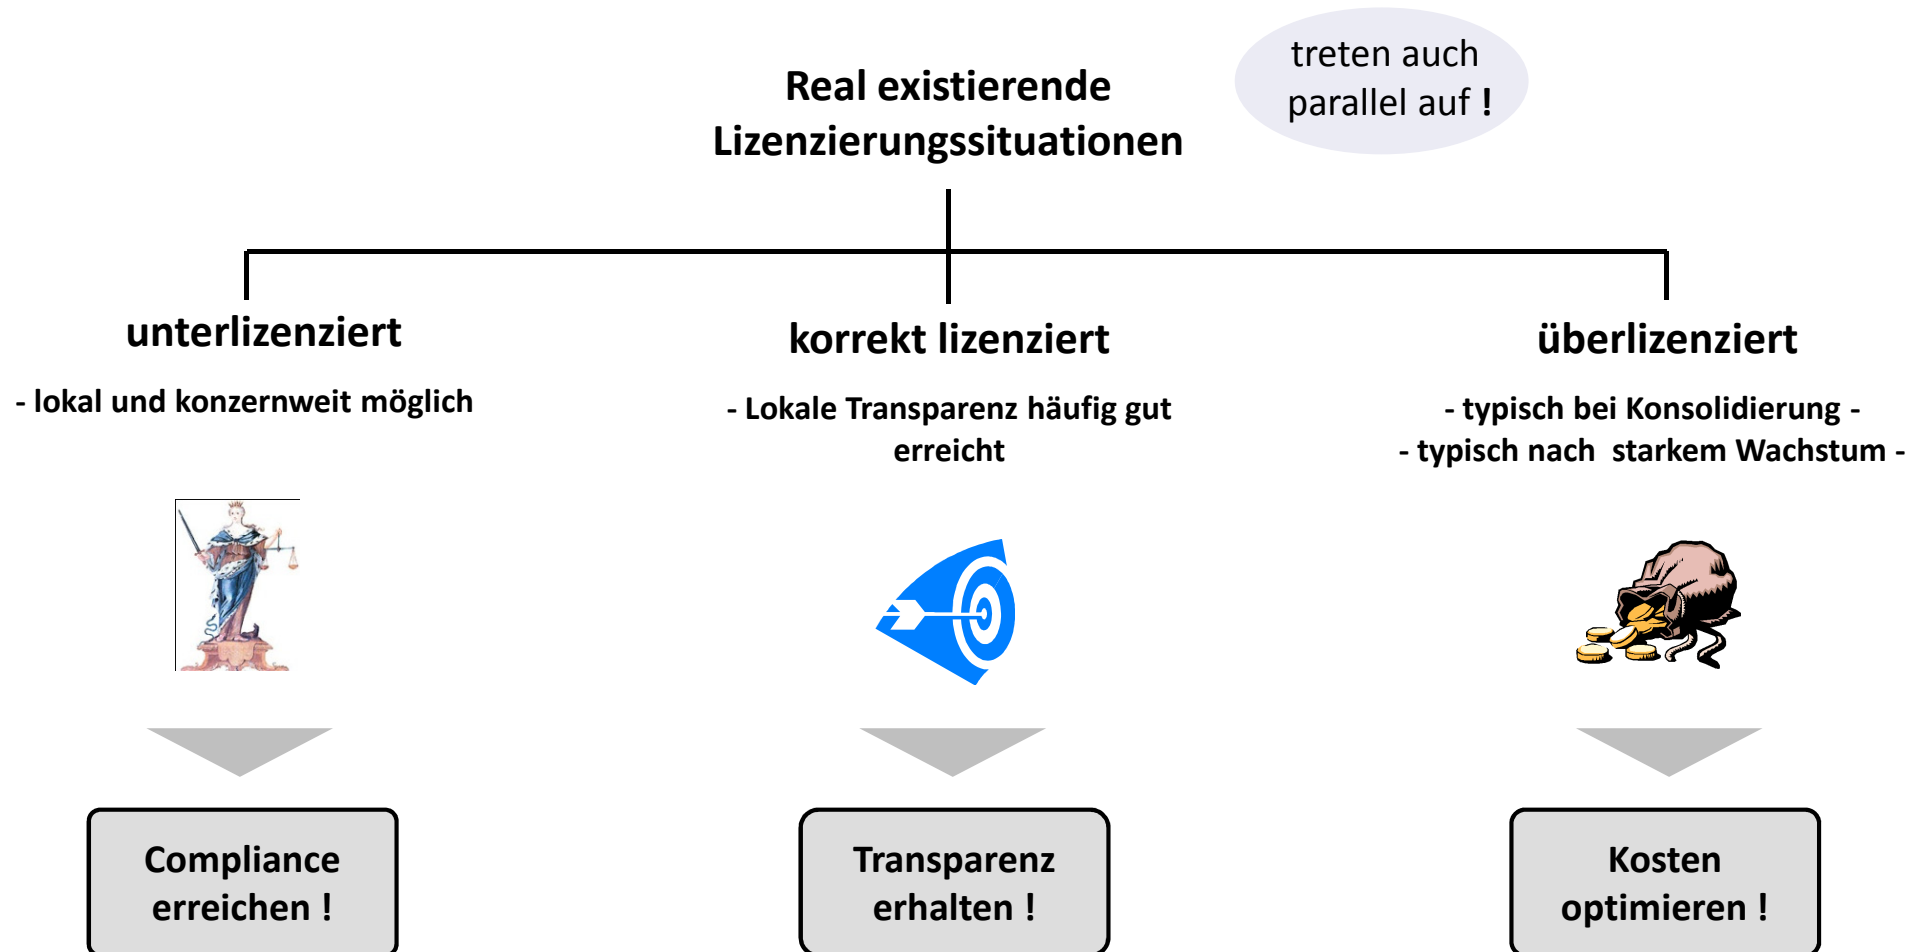 treten auch
parallel auf !
Real existierende
Lizenzierungssituationen
unterlizenziert
- lokal und konzernweit möglich
korrekt lizenziert
- Lokale Transparenz häufig gut
erreicht
überlizenziert
- typisch bei Konsolidierung -
- typisch nach  starkem Wachstum -
Compliance
erreichen !
Transparenz
erhalten !
Kosten
optimieren !